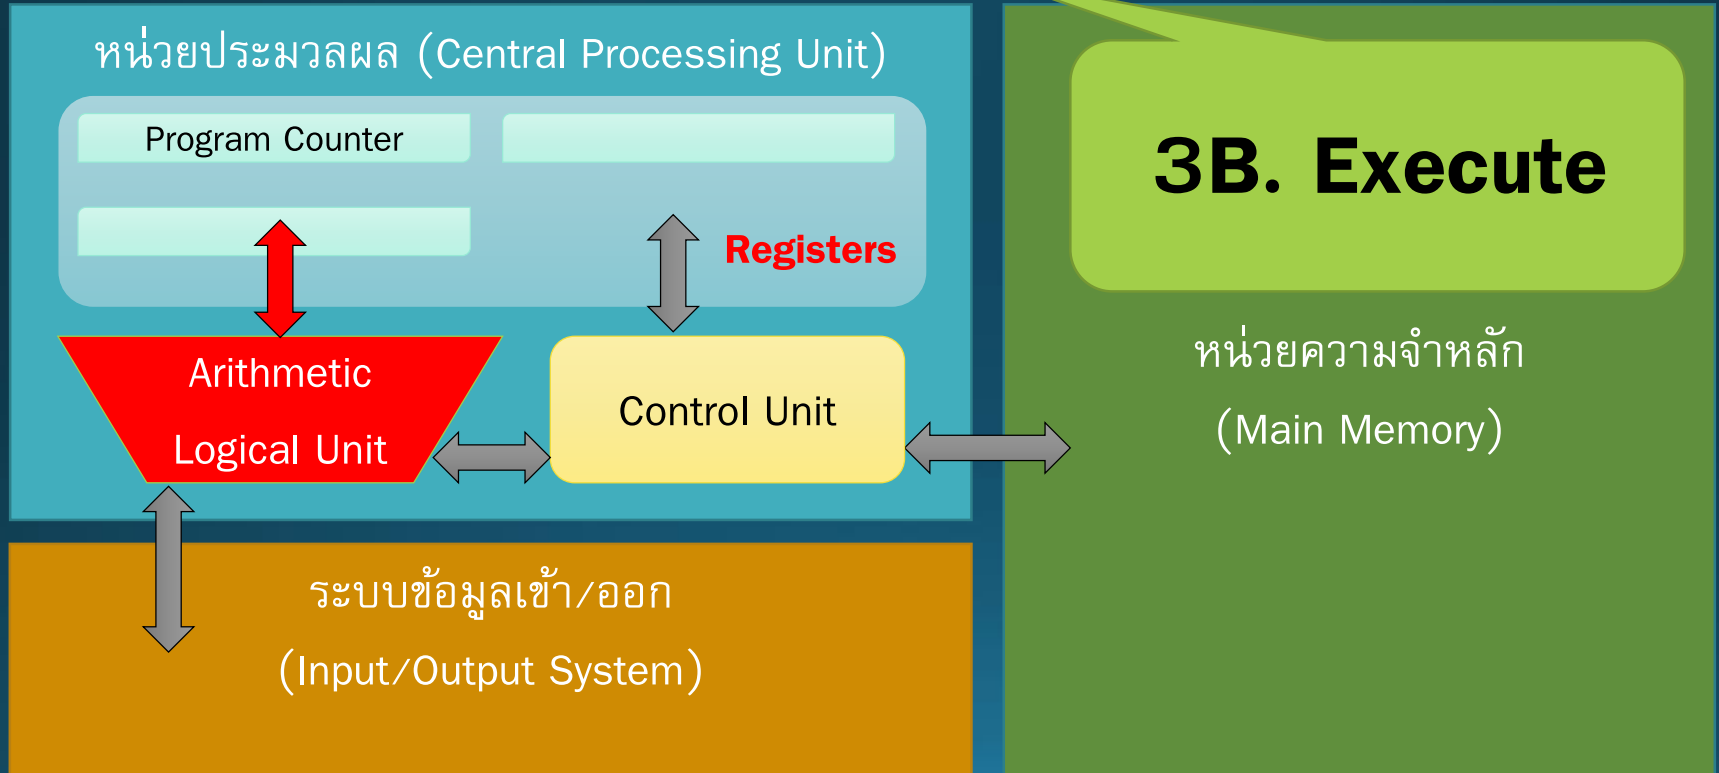 หน่วยประมวลผล (Central Processing Unit)
Program Counter
Registers
Arithmetic
Logical Unit
Control Unit
3B. Execute
หน่วยความจำหลัก
(Main Memory)
ระบบข้อมูลเข้า/ออก
(Input/Output System)